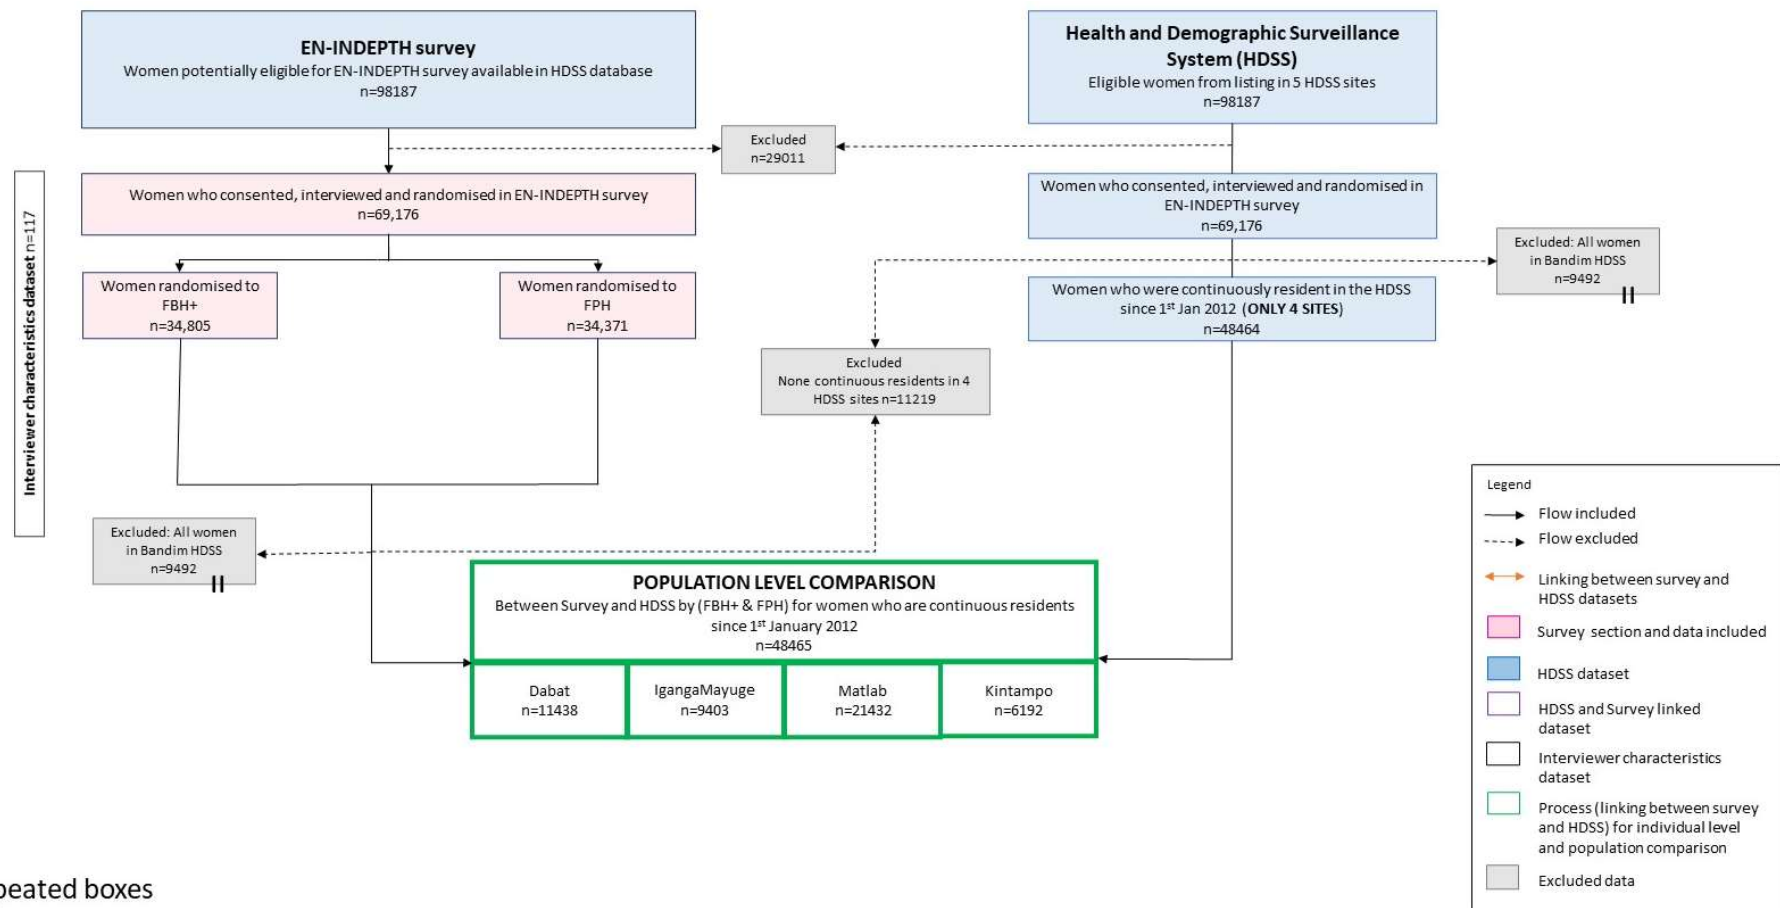 EN-INDEPTH survey
Women potentially eligible for EN-INDEPTH survey available in HDSS database
n=98187
Health and Demographic Surveillance
System (HDSS)
Eligible women from listing in 5 HDSS sites
n=98187
Excluded
n=29011
Women who consented, interviewed and randomised in EN-INDEPTH survey
n=69,176
Women who consented, interviewed and randomised in
EN-INDEPTH survey
n=69,176
Interviewer characteristics dataset n=117
Excluded: All women
in Bandim HDSS
n=9492
Women randomised to
FBH+
n=34,805
Women randomised to
FPH
n=34,371
Women who were continuously resident in the HDSS
since 1st Jan 2012 (ONLY 4 SITES)
n=48464
Excluded
None continuous residents in 4
HDSS sites n=11219
Excluded: All women
in Bandim HDSS
n=9492
POPULATION LEVEL COMPARISON
Between Survey and HDSS by (FBH+ & FPH) for women who are continuous residents
since 1st January 2012
n=48465
Dabat
n=11438
IgangaMayuge
n=9403
Matlab
n=21432
Kintampo
n=6192
Legend
Flow included
Flow excluded
Linking between survey and
HDSS datasets
Survey section and data included
HDSS dataset
HDSS and Survey linked
dataset
Interviewer characteristics
dataset
Process (linking between survey
and HDSS) for individual level
and population comparison
Excluded data
peated boxes